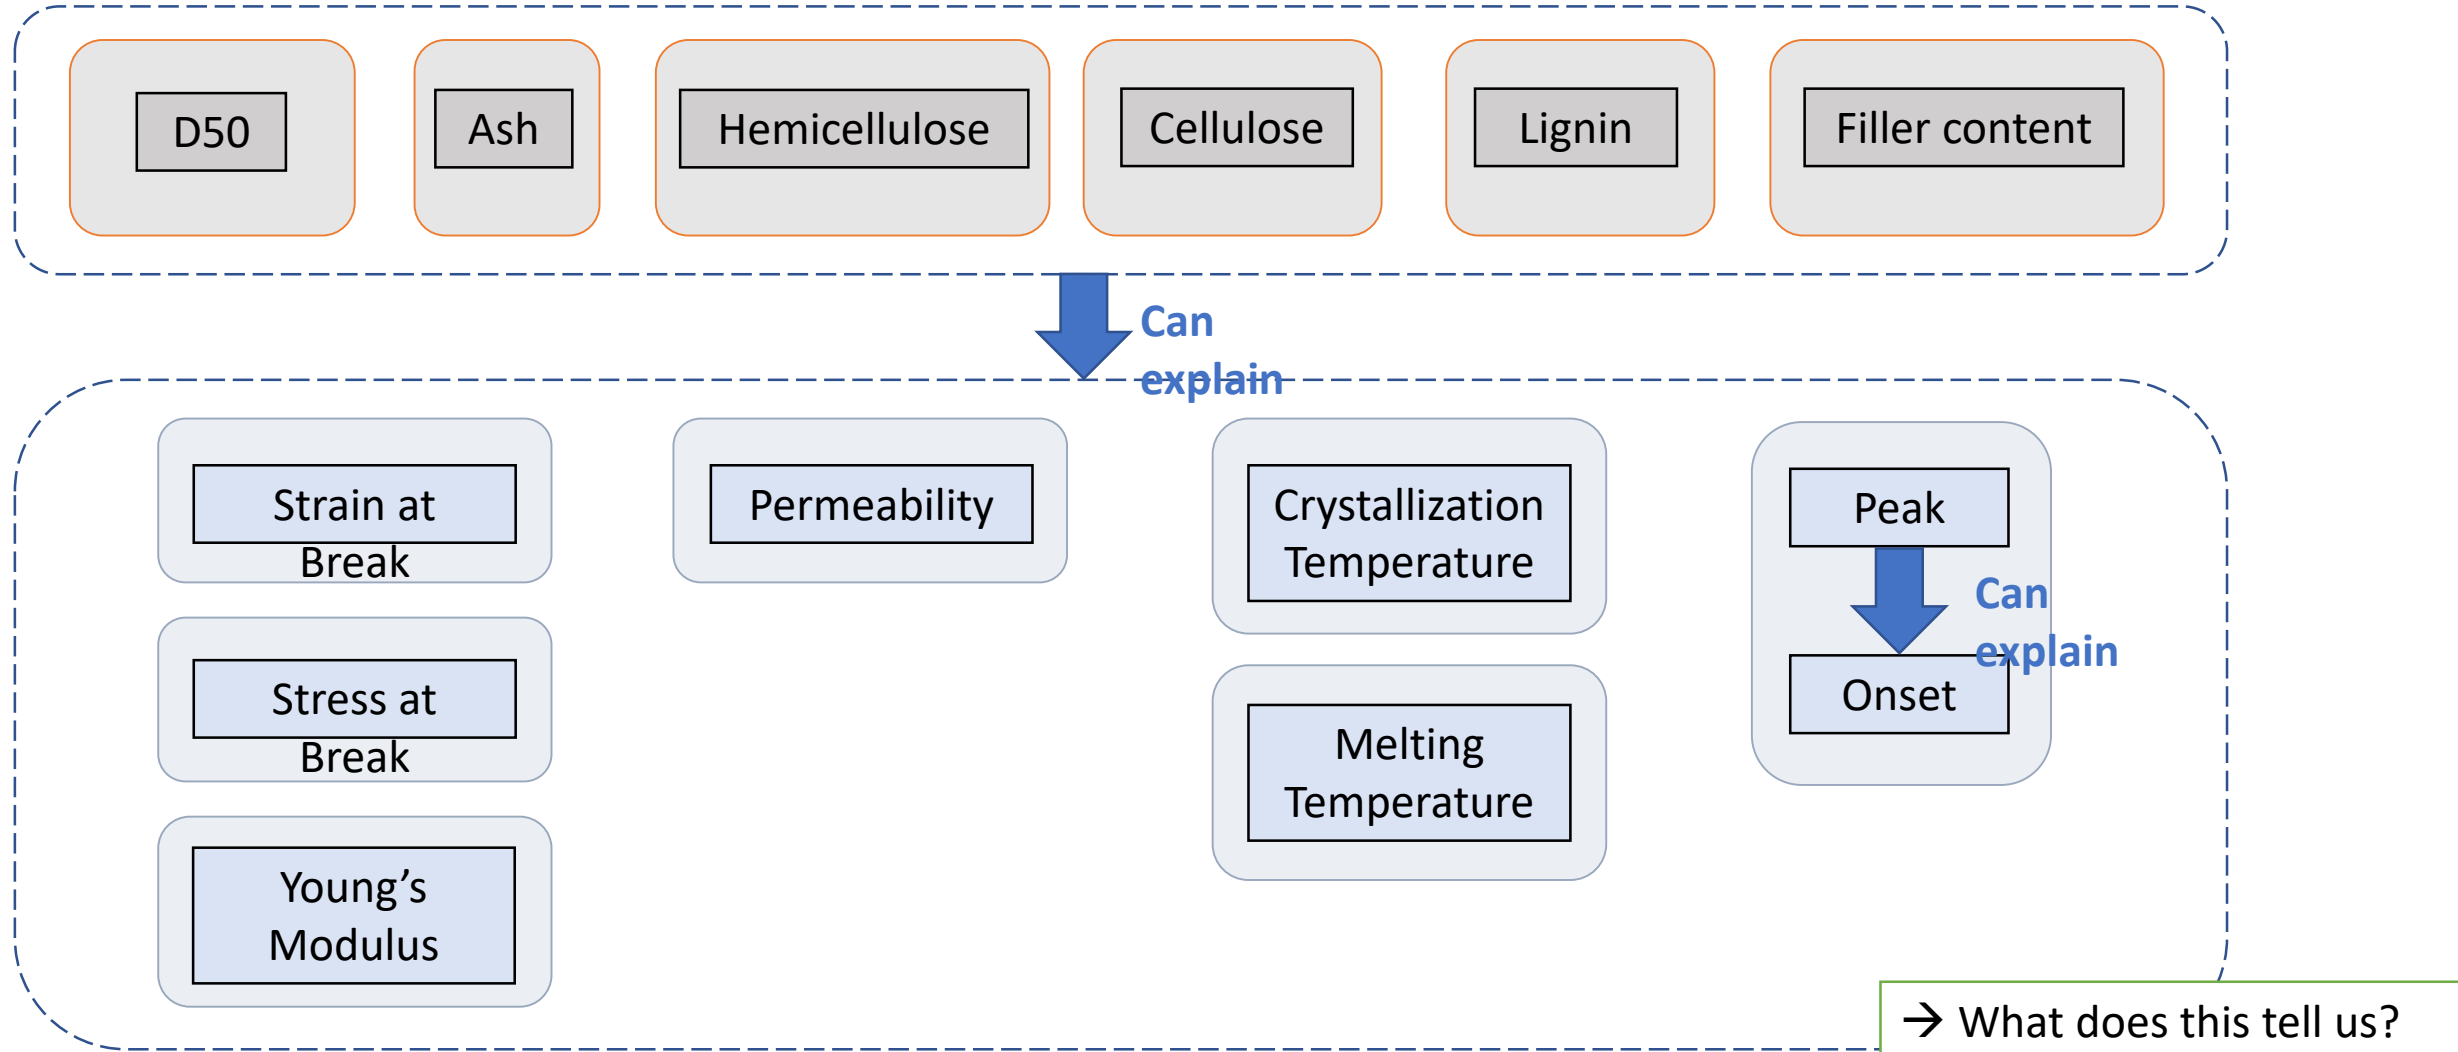 D50
Ash
Hemicellulose
Cellulose
Lignin
Filler content
Can
explain
Strain at
Break
Permeability
Crystallization
Temperature
Peak
Can
explain
Onset
Stress at
Break
Melting
Temperature
Young’s
Modulus
→ What does this tell us?